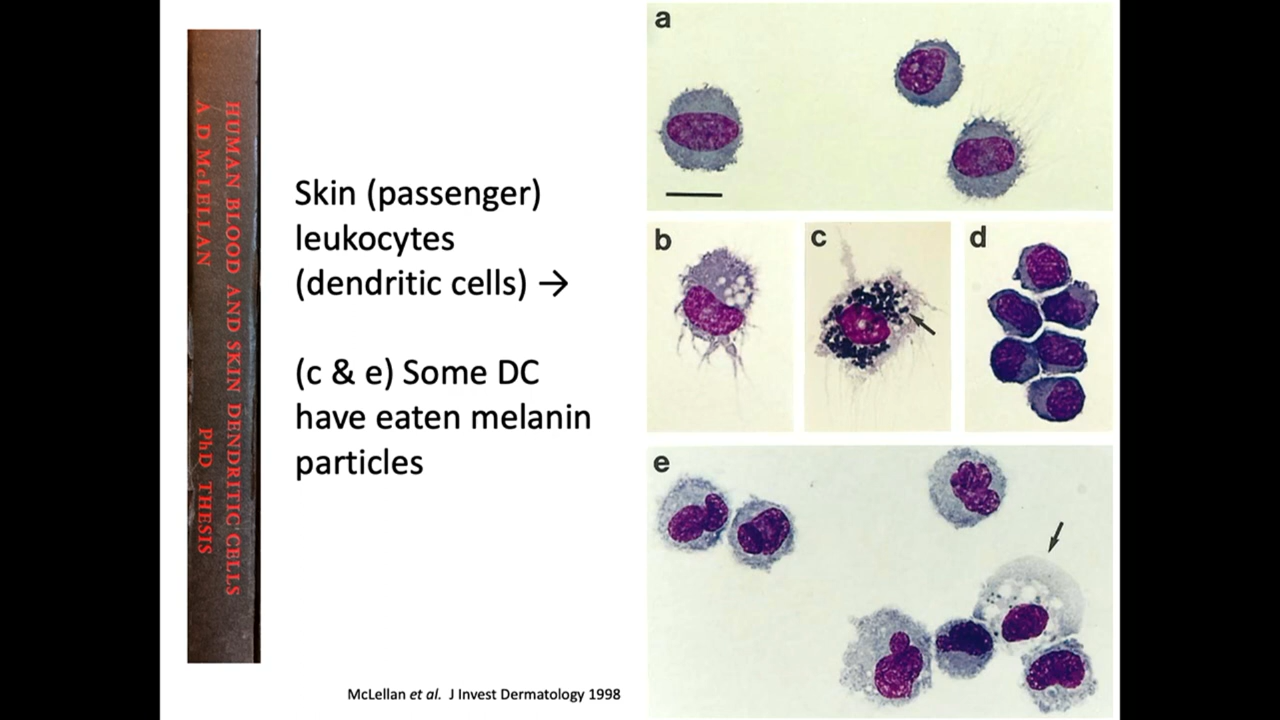 HUMAN BLOOD AND SKIN DENDRITIC CELLS
A D McLELLAN PhD THESIS
Skin (passenger)
leukocytes
(dendritic cells) →
(c & e) Some DC
have eaten melanin
particles
McLellan et al. J Invest Dermatology 1998
a
b
c
d
e